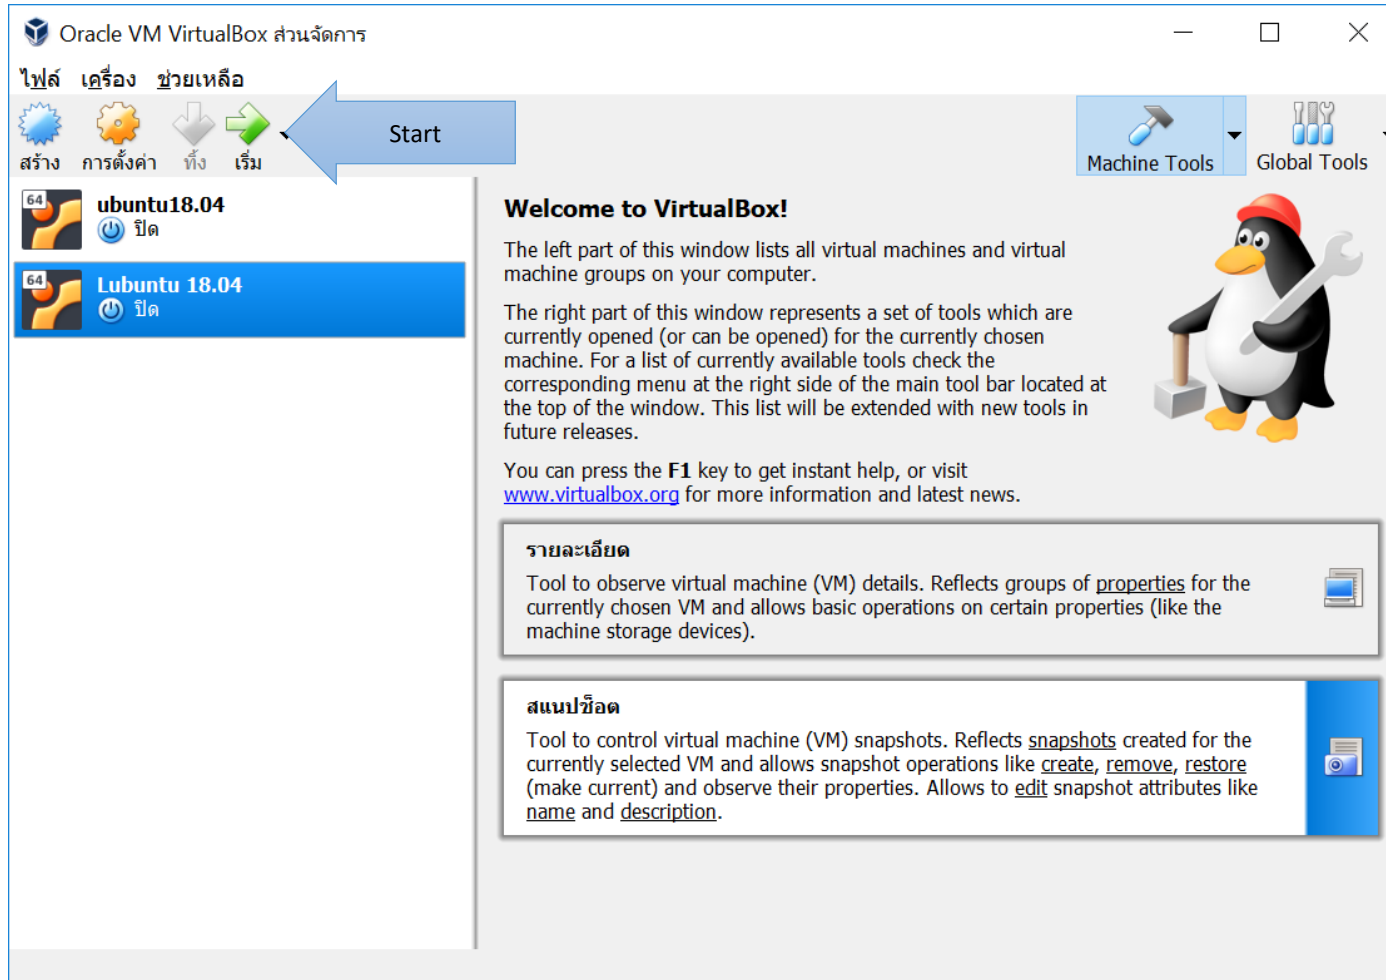 Oracle VM VirtualBox ส่วนจัดการ
ไฟล์ เครื่อง ช่วยเหลือ
สร้าง การตั้งค่า ทิ้ง เริ่ม
Start
Machine Tools Global Tools
64 ubuntu18.04
ปิด
64 Lubuntu 18.04
ปิด
Welcome to VirtualBox!
The left part of this window lists all virtual machines and virtual
machine groups on your computer.
The right part of this window represents a set of tools which are
currently opened (or can be opened) for the currently chosen
machine. For a list of currently available tools check the
corresponding menu at the right side of the main tool bar located at
the top of the window. This list will be extended with new tools in
future releases.
You can press the F1 key to get instant help, or visit
www.virtualbox.org for more information and latest news.
รายละเอียด
Tool to observe virtual machine (VM) details. Reflects groups of properties for the
currently chosen VM and allows basic operations on certain properties (like the
machine storage devices).
สแนปช็อต
Tool to control virtual machine (VM) snapshots. Reflects snapshots created for the
currently selected VM and allows snapshot operations like create, remove, restore
(make current) and observe their properties. Allows to edit snapshot attributes like
name and description.